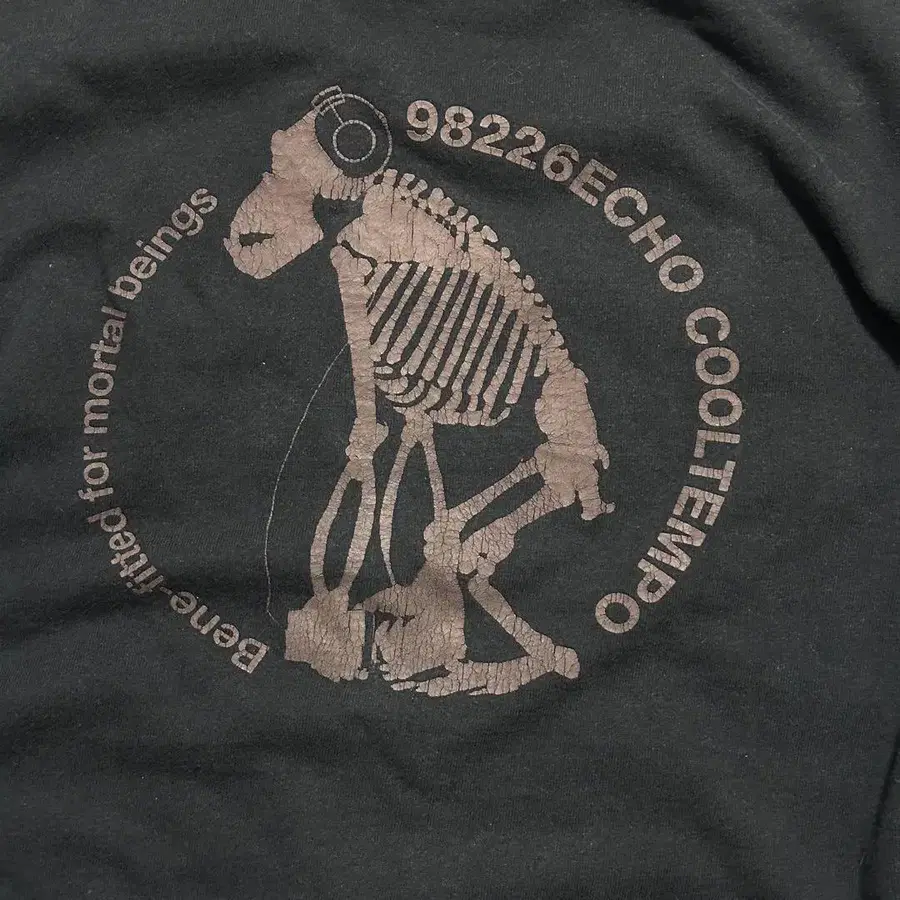 Bene-fitted for mortal beings
98226ECHO COOLTEMPO